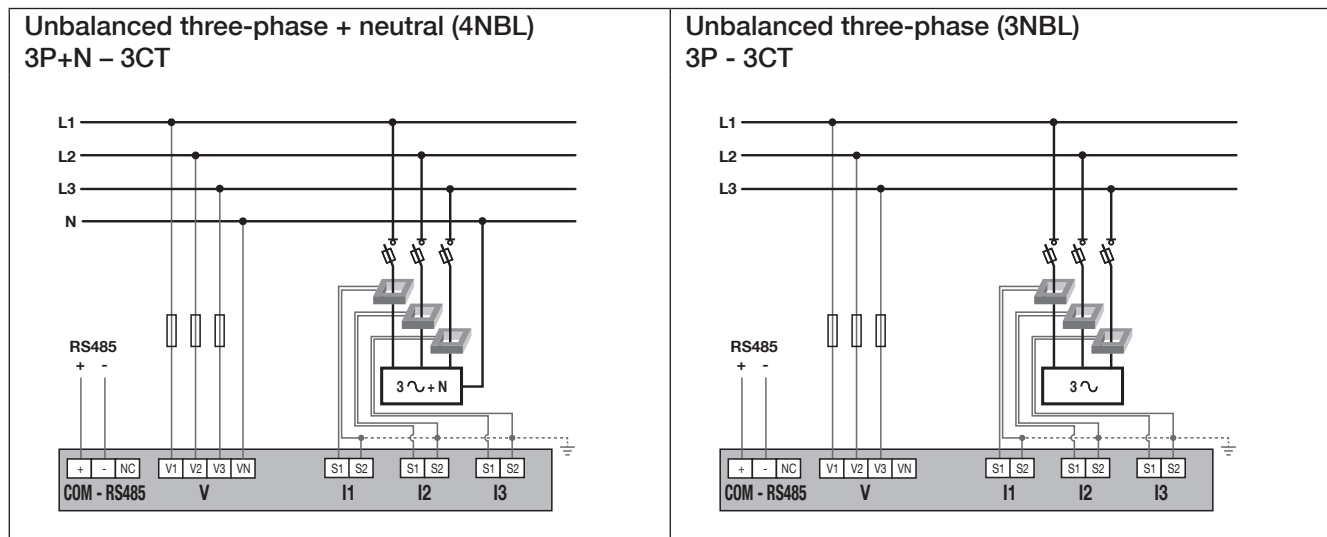 Unbalanced three-phase + neutral (4NBL)
3P+N – 3CT
L1
L2
L3
N
RS485
+ -
3 ∿ + N
+ - NC V1 V2 V3 VN S1 S2 S1 S2 S1 S2
COM - RS485 V I1 I2 I3
Unbalanced three-phase (3NBL)
3P - 3CT
L1
L2
L3
RS485
+ -
3 ∿
+ - NC V1 V2 V3 VN S1 S2 S1 S2 S1 S2
COM - RS485 V I1 I2 I3